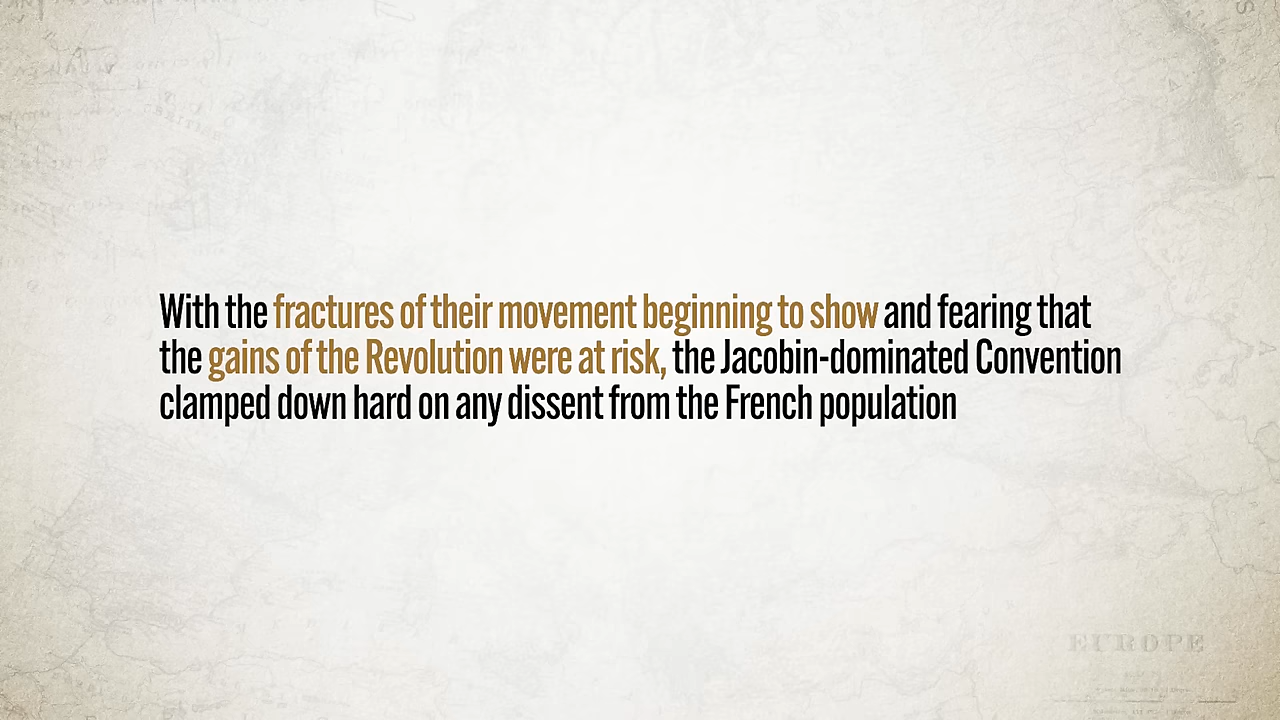 With the fractures of their movement beginning to show and fearing that
the gains of the Revolution were at risk, the Jacobin-dominated Convention
clamped down hard on any dissent from the French population
EUROPE